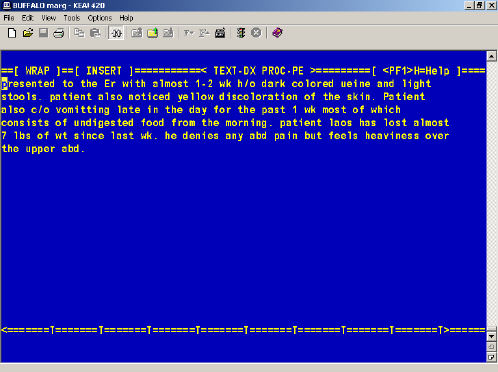 BUFFALO marg - KEA! 420
File Edit View Tools Options Help
==[ WRAP ]==[ INSERT ]===========< TEXT-DX PROC-PE >=========[ <PF1>H=Help ]====
presented to the Er with almost 1-2 wk h/o dark colored ueine and light
stools. patient also noticed yellow discoloration of the skin. Patient
also c/o vomitting late in the day for the past 1 wk most of which
consists of undigested food from the morning. patient laos has lost almost
7 lbs of wt since last wk. he denies any abd pain but feels heaviness over
the upper abd.
<=======T=======T=======T=======T=======T=======T=======T=======T=======T>======